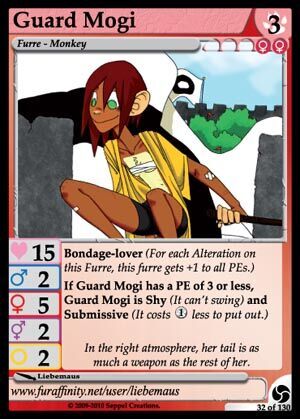 Guard Mogi
3
Furre - Monkey
15
2
5
2
2
Bondage-lover (For each Alteration on
this Furre, this furre gets +1 to all PEs.)
If Guard Mogi has a PE of 3 or less,
Guard Mogi is Shy (It can't swing) and
Submissive (It costs 1 less to put out.)
In the right atmosphere, her tail is as
much a weapon as the rest of her.
Liebemaus
www.furaffinity.net/user/liebemaus
© 2009-2010 Seppel Creations.
32 of 130